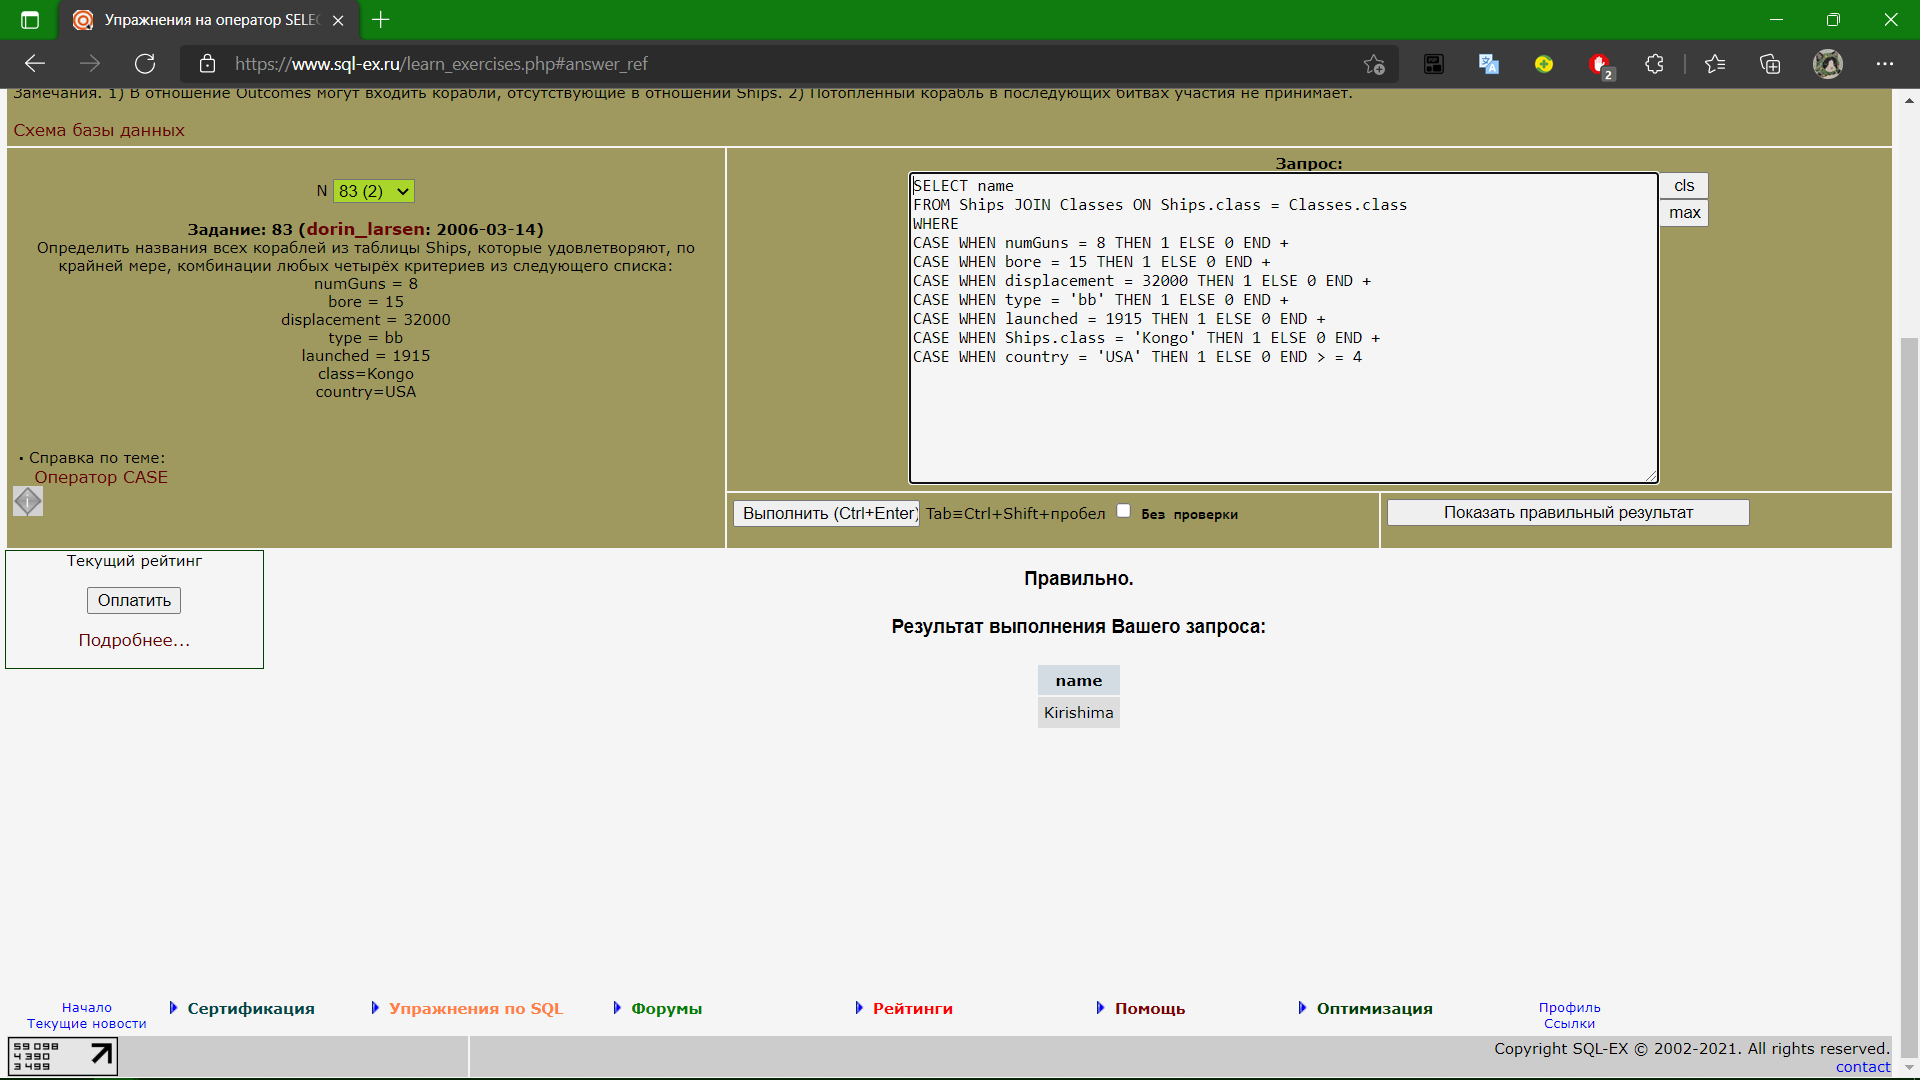 Упражнения на оператор SELEC
https://www.sql-ex.ru/learn_exercises.php#answer_ref
2
Замечания. 1) В отношение Outcomes могут входить корабли, отсутствующие в отношении Ships. 2) Потопленный корабль в последующих битвах участия не принимает.
Схема базы данных
N 83 (2)
Задание: 83 (dorin_larsen: 2006-03-14)
Определить названия всех кораблей из таблицы Ships, которые удовлетворяют, по
крайней мере, комбинации любых четырёх критериев из следующего списка:
numGuns = 8
bore = 15
displacement = 32000
type = bb
launched = 1915
class=Kongo
country=USA
Справка по теме:
Оператор CASE
Запрос:
SELECT name
FROM Ships JOIN Classes ON Ships.class = Classes.class
WHERE
CASE WHEN numGuns = 8 THEN 1 ELSE 0 END +
CASE WHEN bore = 15 THEN 1 ELSE 0 END +
CASE WHEN displacement = 32000 THEN 1 ELSE 0 END +
CASE WHEN type = 'bb' THEN 1 ELSE 0 END +
CASE WHEN launched = 1915 THEN 1 ELSE 0 END +
CASE WHEN Ships.class = 'Kongo' THEN 1 ELSE 0 END +
CASE WHEN country = 'USA' THEN 1 ELSE 0 END > = 4
cls
max
Выполнить (Ctrl+Enter) Tab≡Ctrl+Shift+пробел Без проверки
Показать правильный результат
Текущий рейтинг
Оплатить
Подробнее...
Правильно.
Результат выполнения Вашего запроса:
name
Kirishima
Начало
Текущие новости
Сертификация
Упражнения по SQL
Форумы
Рейтинги
Помощь
Оптимизация
Профиль
Ссылки
59 098
4 390
3 499
Copyright SQL-EX © 2002-2021. All rights reserved.
contact